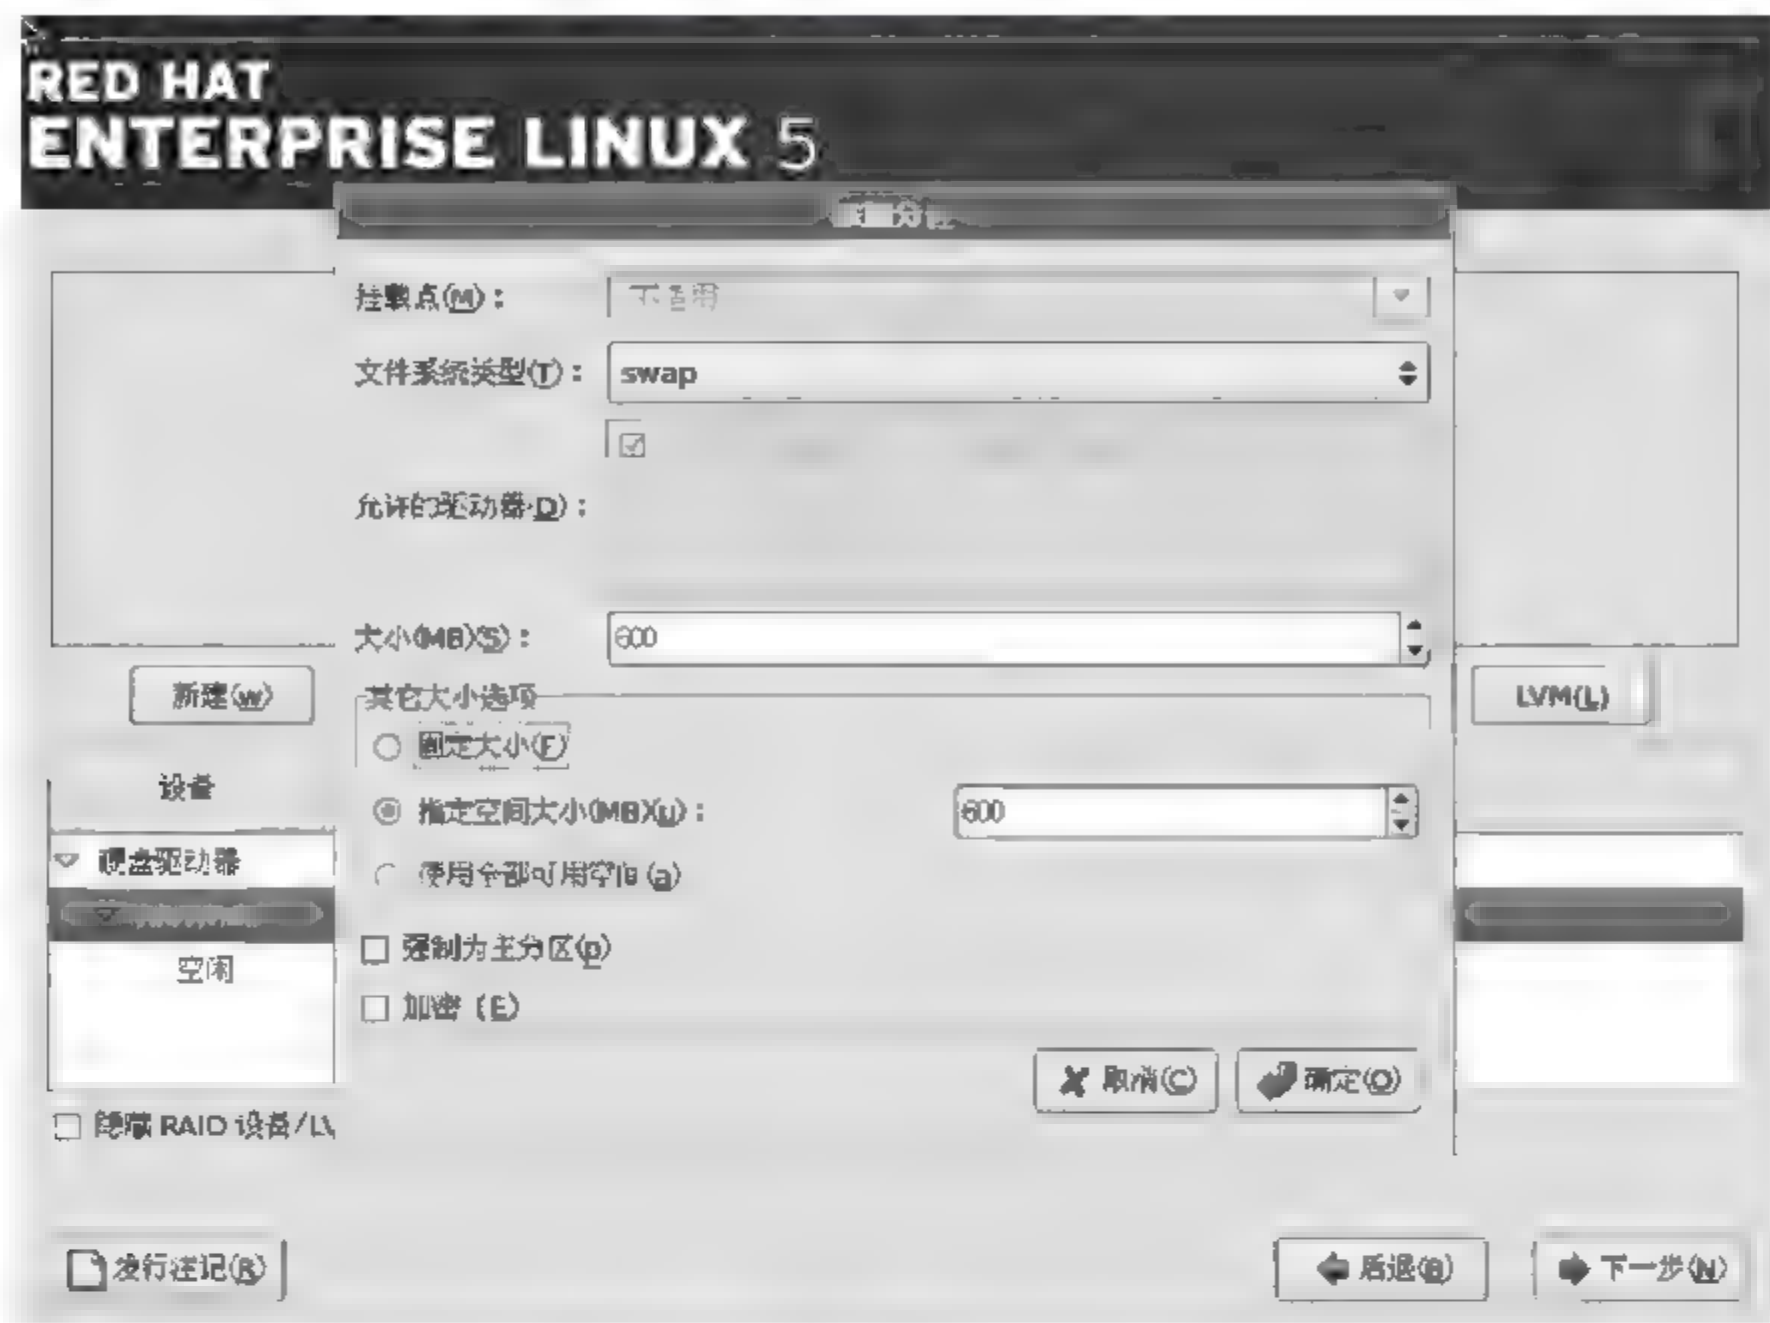 RED HAT
ENTERPRISE LINUX 5
挂载点(M)：
不适用
文件系统类型(T)：
swap
允许的驱动器(D)：
大小(MB)(S)：
600
新建(w)
LVM(L)
其它大小选项
固定大小(F)
指定空间大小(MB)(u)：
600
使用全部可用空间(a)
强制为主分区(p)
加密 (E)
设备
硬盘驱动器
空闲
取消(C)
确定(O)
隐藏 RAID 设备/LV
发行注记(R)
后退(B)
下一步(N)